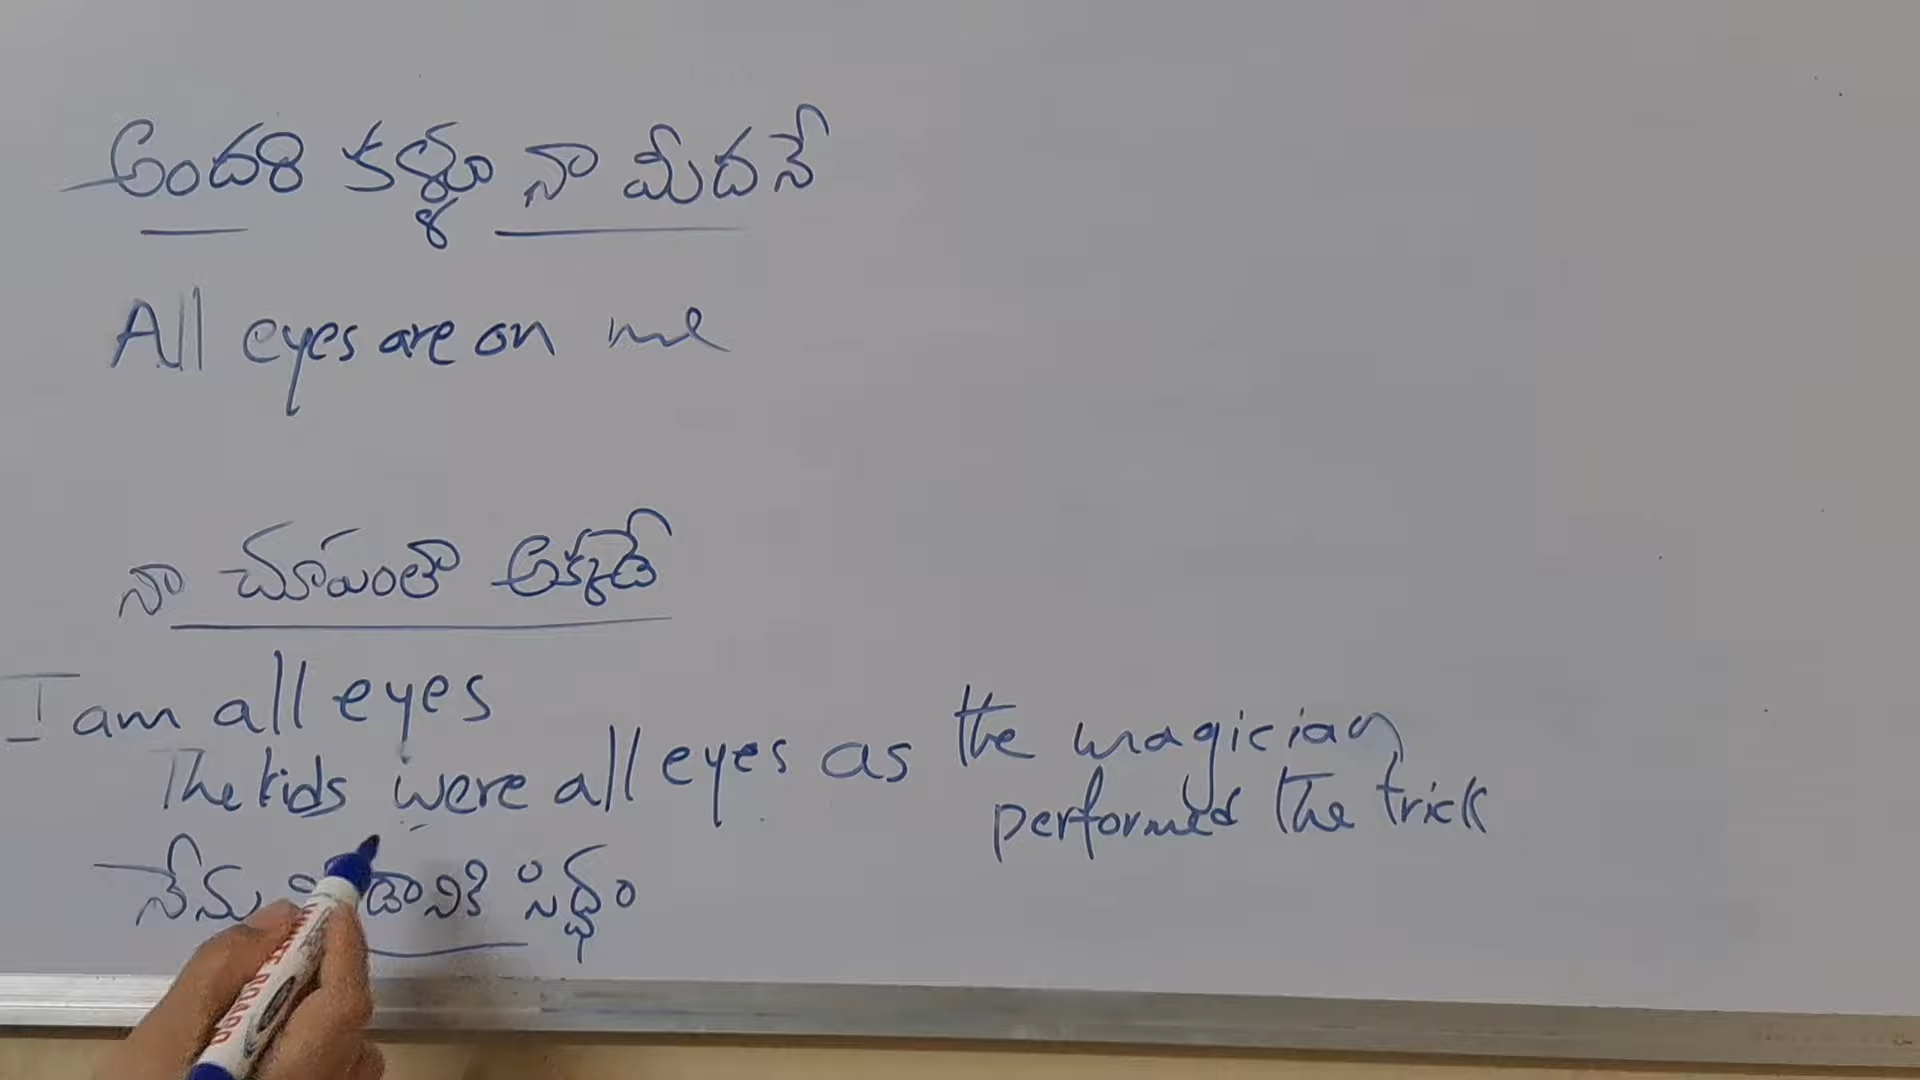 అందరి కళ్ళూ నా మీదనే
All eyes are on me
నా చూపంతా అక్కడే
I am all eyes
The kids were all eyes as the magician
performed the trick
నేను సిద్ధం